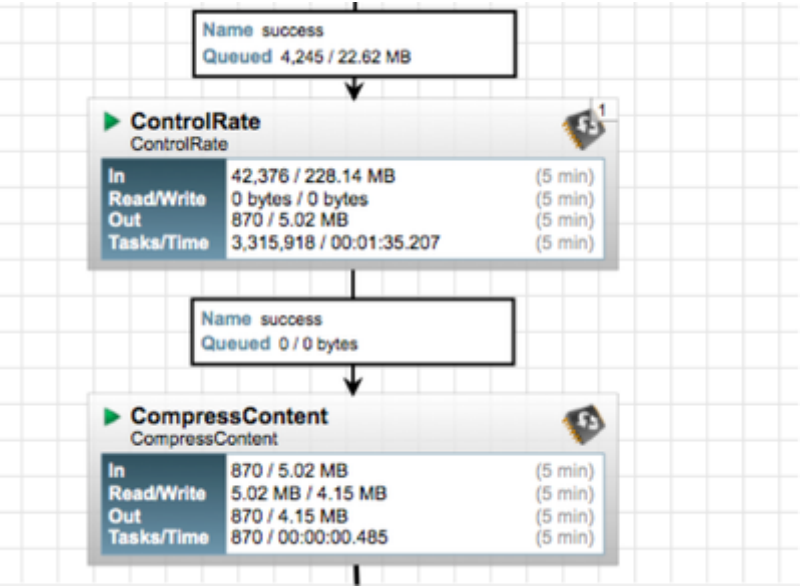 Name success
Queued 4,245 / 22.62 MB
1
ControlRate
ControlRate
In 42,376 / 228.14 MB (5 min)
Read/Write 0 bytes / 0 bytes (5 min)
Out 870 / 5.02 MB (5 min)
Tasks/Time 3,315,918 / 00:01:35.207 (5 min)
Name success
Queued 0 / 0 bytes
CompressContent
CompressContent
In 870 / 5.02 MB (5 min)
Read/Write 5.02 MB / 4.15 MB (5 min)
Out 870 / 4.15 MB (5 min)
Tasks/Time 870 / 00:00:00.485 (5 min)